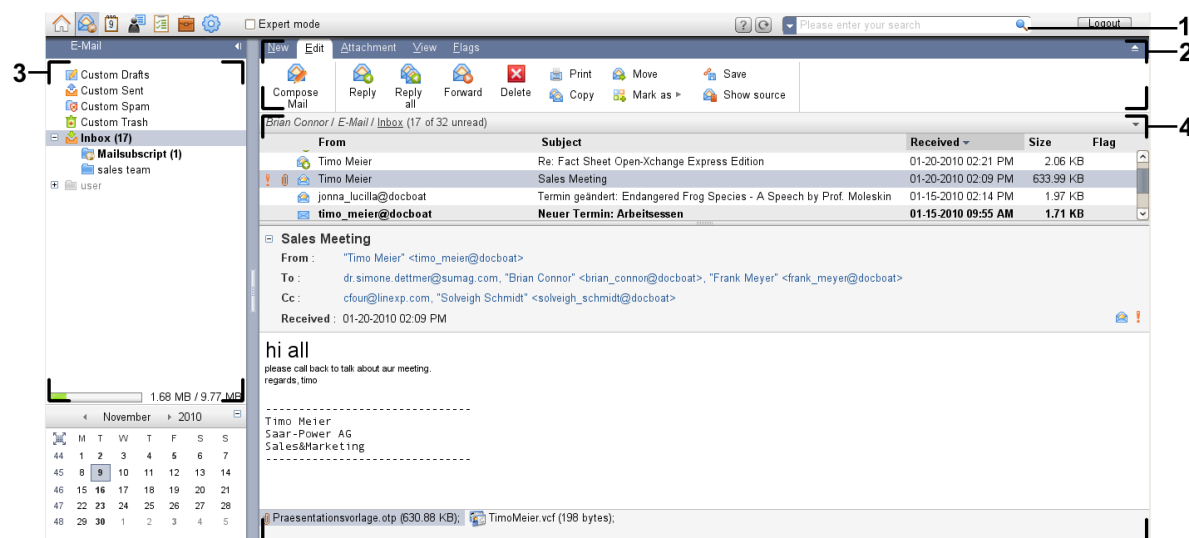 9 Expert mode ? Please enter your search Logout 1
E-Mail New Edit Attachment View Flags 2
3
Custom Drafts
Custom Sent
Custom Spam
Custom Trash
Inbox (17)
Mailsubscript (1)
sales team
user
Compose Mail Reply Reply all Forward Delete Print Move Save
Copy Mark as Show source
Brian Connor / E-Mail / Inbox (17 of 32 unread) 4
From Subject Received Size Flag
Timo Meier Re: Fact Sheet Open-Xchange Express Edition 01-20-2010 02:21 PM 2.06 KB
! Timo Meier Sales Meeting 01-20-2010 02:09 PM 633.99 KB
jonna_lucilla@docboat Termin geändert: Endangered Frog Species - A Speech by Prof. Moleskin 01-15-2010 02:14 PM 1.97 KB
timo_meier@docboat Neuer Termin: Arbeitsessen 01-15-2010 09:55 AM 1.71 KB
Sales Meeting
From : "Timo Meier" <timo_meier@docboat>
To : dr.simone.dettmer@sumag.com, "Brian Connor" <brian_connor@docboat>, "Frank Meyer" <frank_meyer@docboat>
Cc : cfour@linexp.com, "Solveigh Schmidt" <solveigh_schmidt@docboat>
Received : 01-20-2010 02:09 PM !
hi all
please call back to talk about aur meeting.
regards, timo
------------------------------
Timo Meier
Saar-Power AG
Sales&Marketing
------------------------------
1.68 MB / 9.77 MB
November 2010
M T W T F S S
44 1 2 3 4 5 6 7
45 8 9 10 11 12 13 14
46 15 16 17 18 19 20 21
47 22 23 24 25 26 27 28
48 29 30 1 2 3 4 5
Praesentationsvorlage.otp (630.88 KB); TimoMeier.vcf (198 bytes);